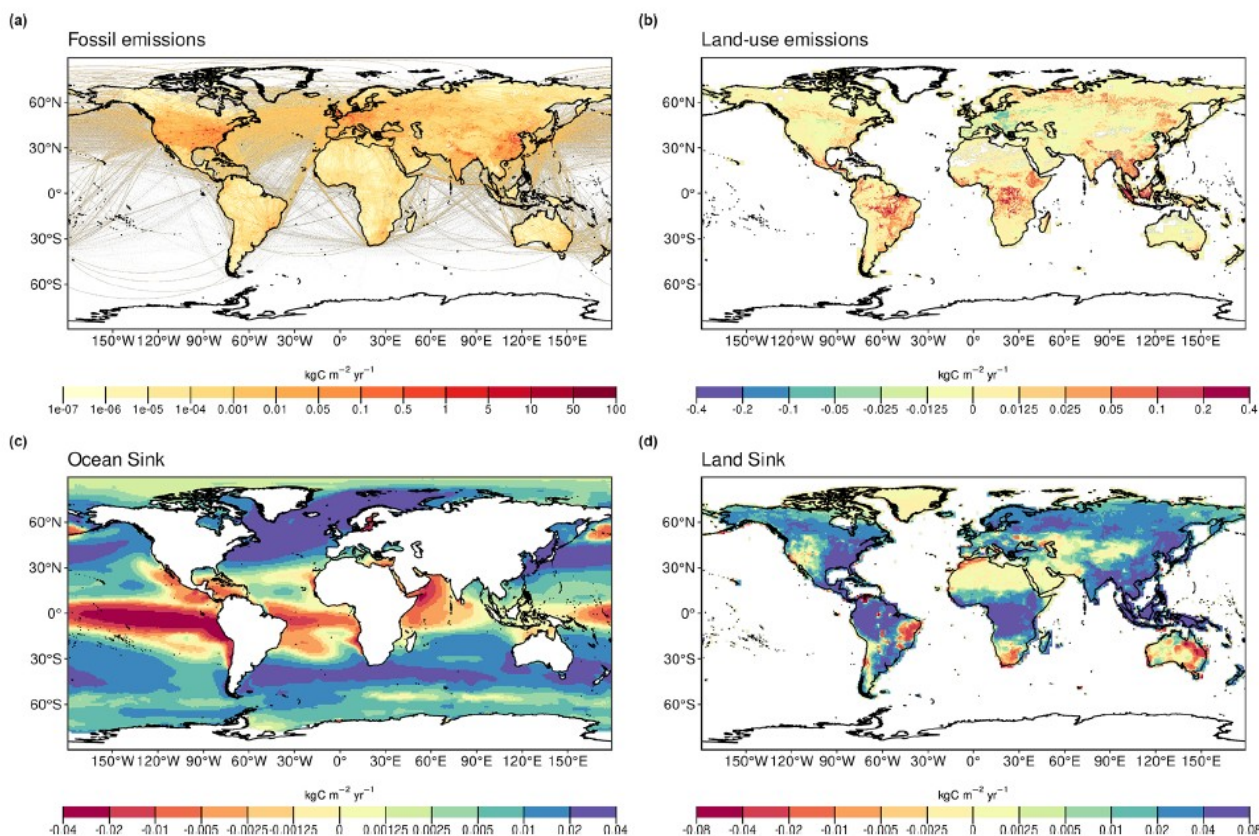 (a)
Fossil emissions
60°N
30°N
0°
30°S
60°S
150°W 120°W 90°W 60°W 30°W 0° 30°E 60°E 90°E 120°E 150°E
kgC m⁻² yr⁻¹
1e-07 1e-06 1e-05 1e-04 0.001 0.01 0.05 0.1 0.5 1 5 10 50 100
(b)
Land-use emissions
60°N
30°N
0°
30°S
60°S
150°W 120°W 90°W 60°W 30°W 0° 30°E 60°E 90°E 120°E 150°E
kgC m⁻² yr⁻¹
-0.4 -0.2 -0.1 -0.05 -0.025 -0.0125 0 0.0125 0.025 0.05 0.1 0.2 0.4
(c)
Ocean Sink
60°N
30°N
0°
30°S
60°S
150°W 120°W 90°W 60°W 30°W 0° 30°E 60°E 90°E 120°E 150°E
kgC m⁻² yr⁻¹
-0.04 -0.02 -0.01 -0.005 -0.0025 -0.00125 0 0.00125 0.0025 0.005 0.01 0.02 0.04
(d)
Land Sink
60°N
30°N
0°
30°S
60°S
150°W 120°W 90°W 60°W 30°W 0° 30°E 60°E 90°E 120°E 150°E
kgC m⁻² yr⁻¹
-0.08 -0.04 -0.02 -0.01 -0.005 -0.0025 0 0.0025 0.005 0.01 0.02 0.04 0.08